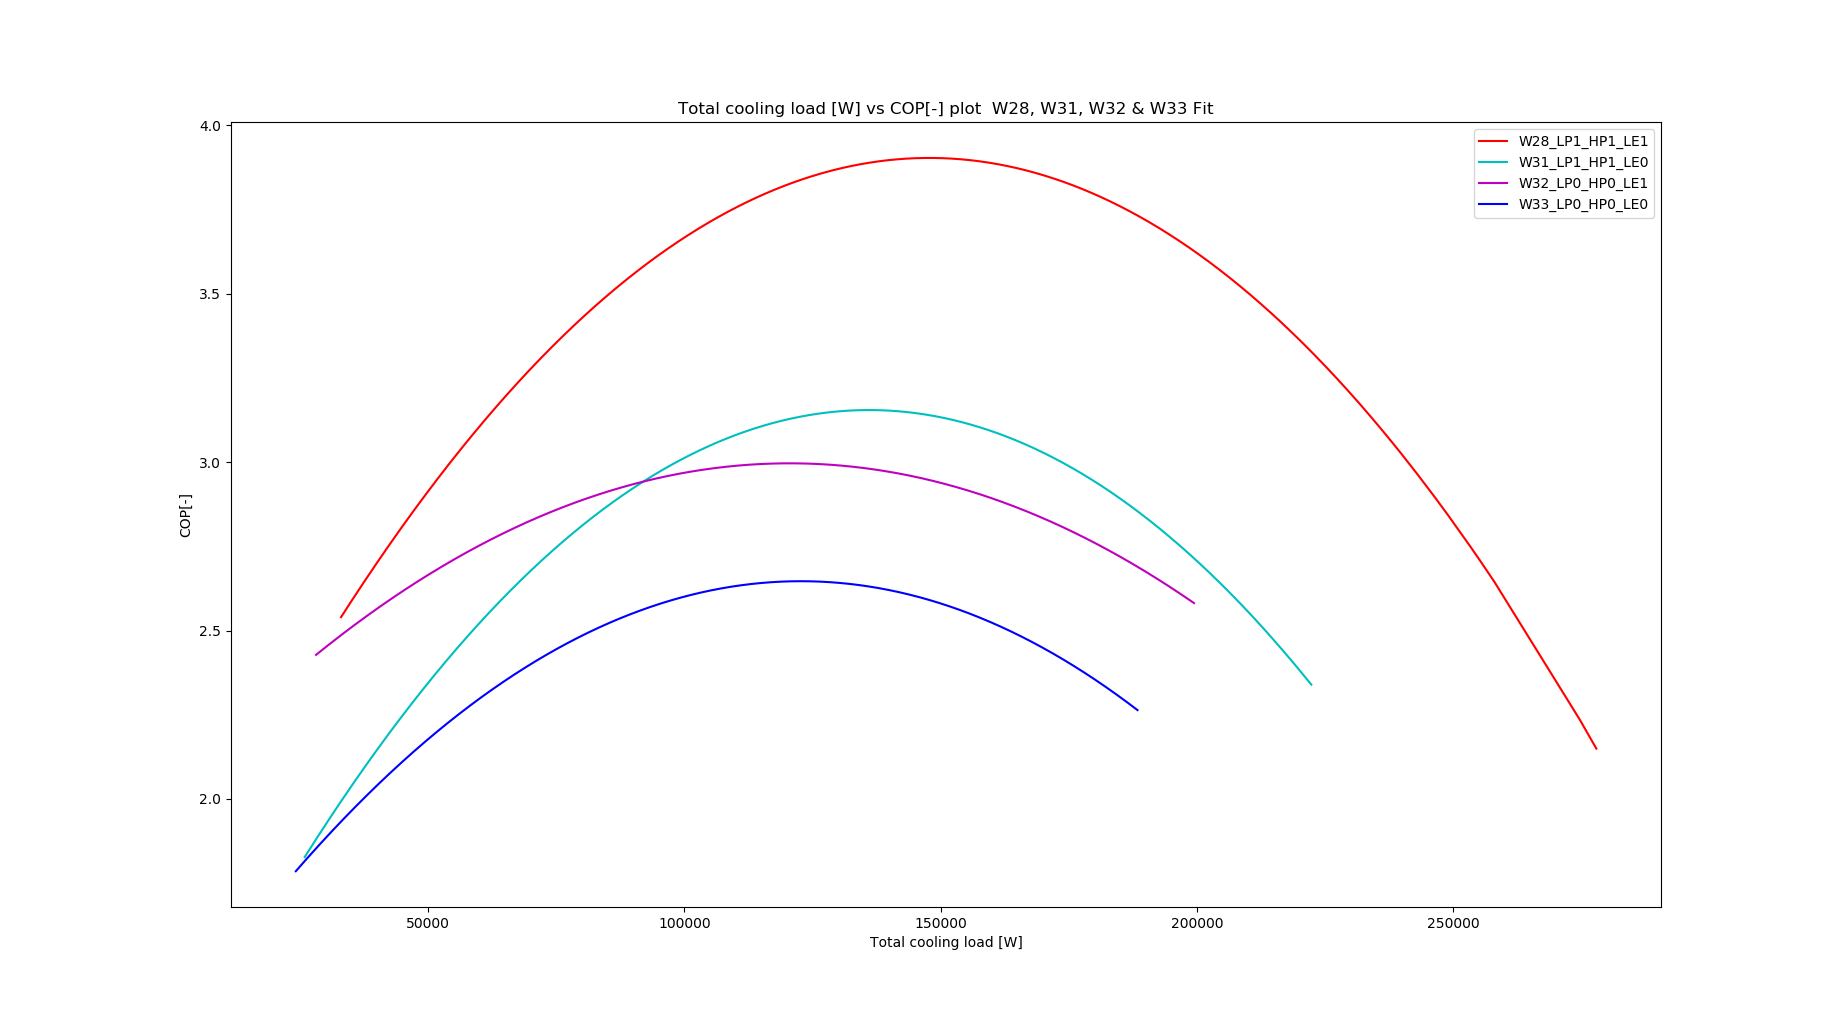 Total cooling load [W] vs COP[-] plot  W28, W31, W32 & W33 Fit
W28_LP1_HP1_LE1
W31_LP1_HP1_LE0
W32_LP0_HP0_LE1
W33_LP0_HP0_LE0
4.0
3.5
3.0
2.5
2.0
COP[-]
50000 100000 150000 200000 250000
Total cooling load [W]